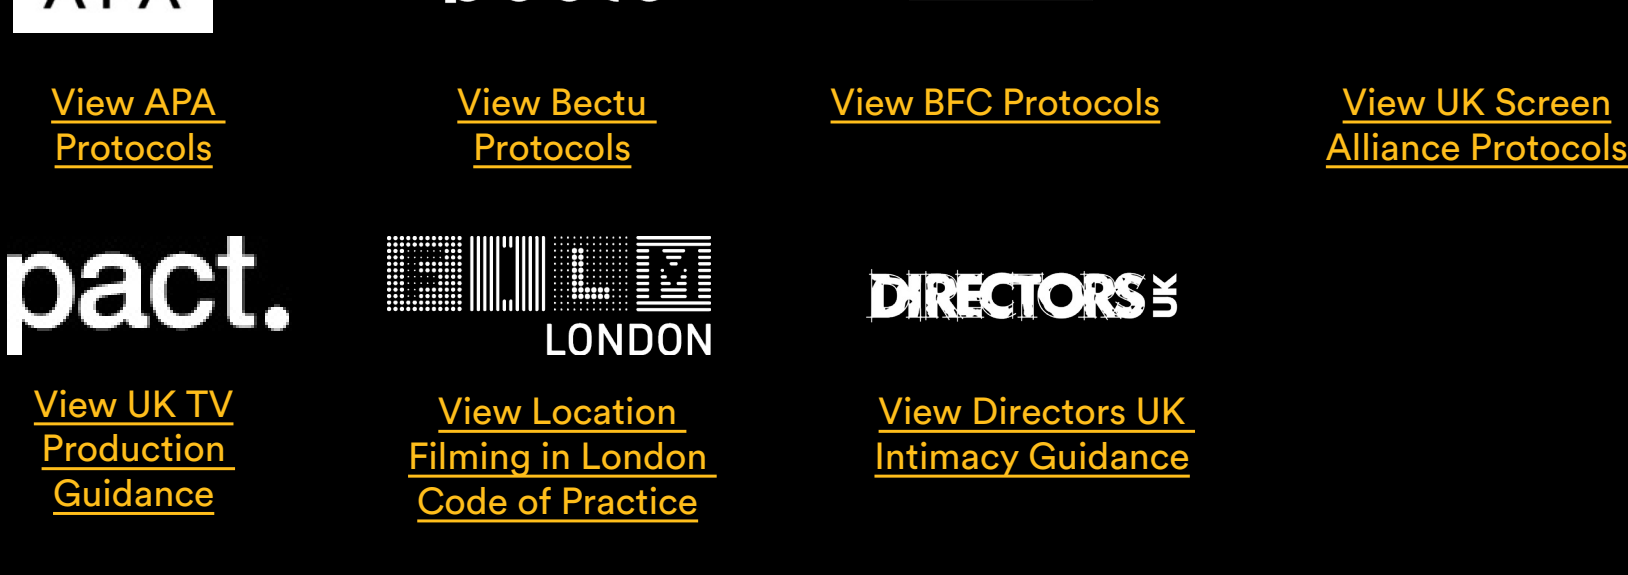 View APA
Protocols
View Bectu
Protocols
View BFC Protocols
View UK Screen
Alliance Protocols
pact.
FILM
LONDON
DIRECTORS UK
View UK TV
Production
Guidance
View Location
Filming in London
Code of Practice
View Directors UK
Intimacy Guidance